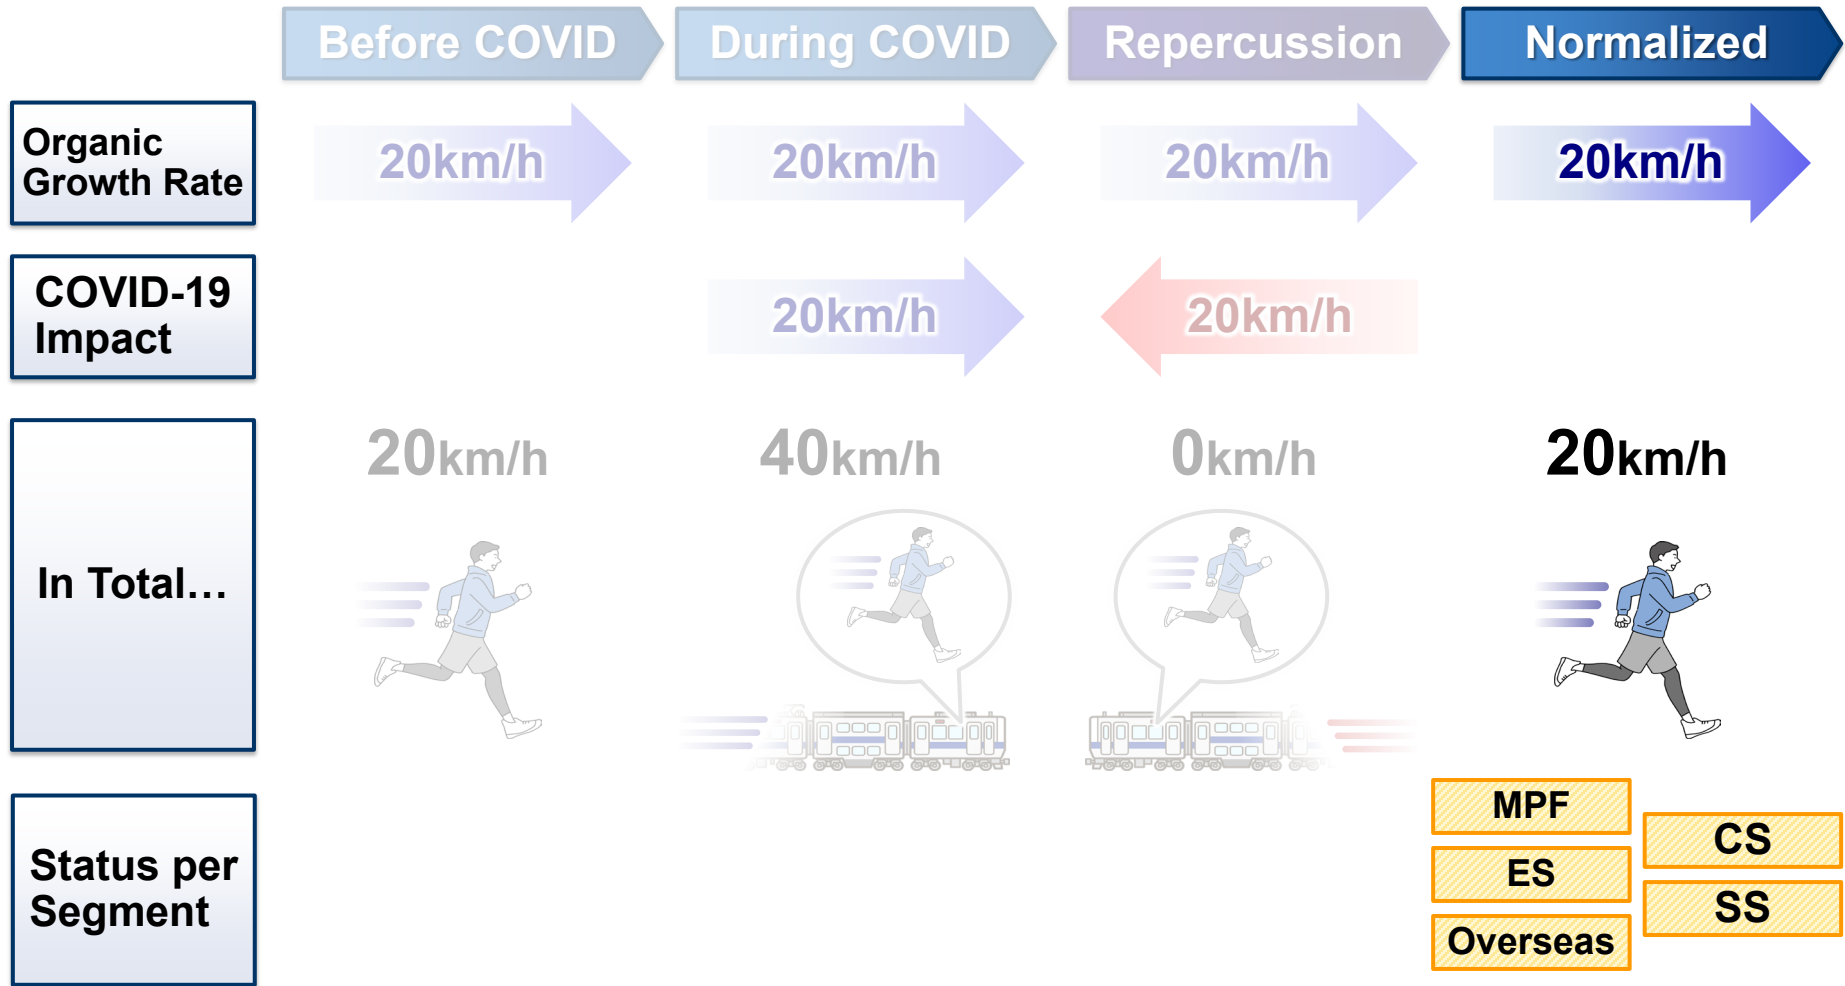 Before COVID
During COVID
Repercussion
Normalized
Organic
Growth Rate
20km/h
20km/h
20km/h
20km/h
COVID-19
Impact
20km/h
20km/h
In Total...
20km/h
40km/h
0km/h
20km/h
Status per
Segment
MPF
ES
Overseas
CS
SS